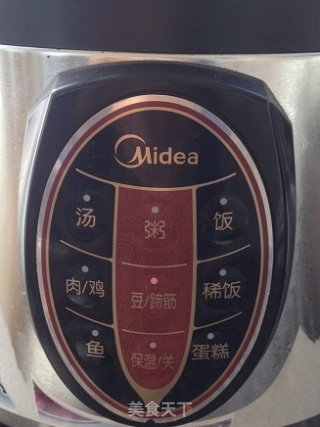 Midea
汤 粥 饭
肉/鸡 豆/蹄筋 稀饭
鱼 保温/关 蛋糕
美食天下